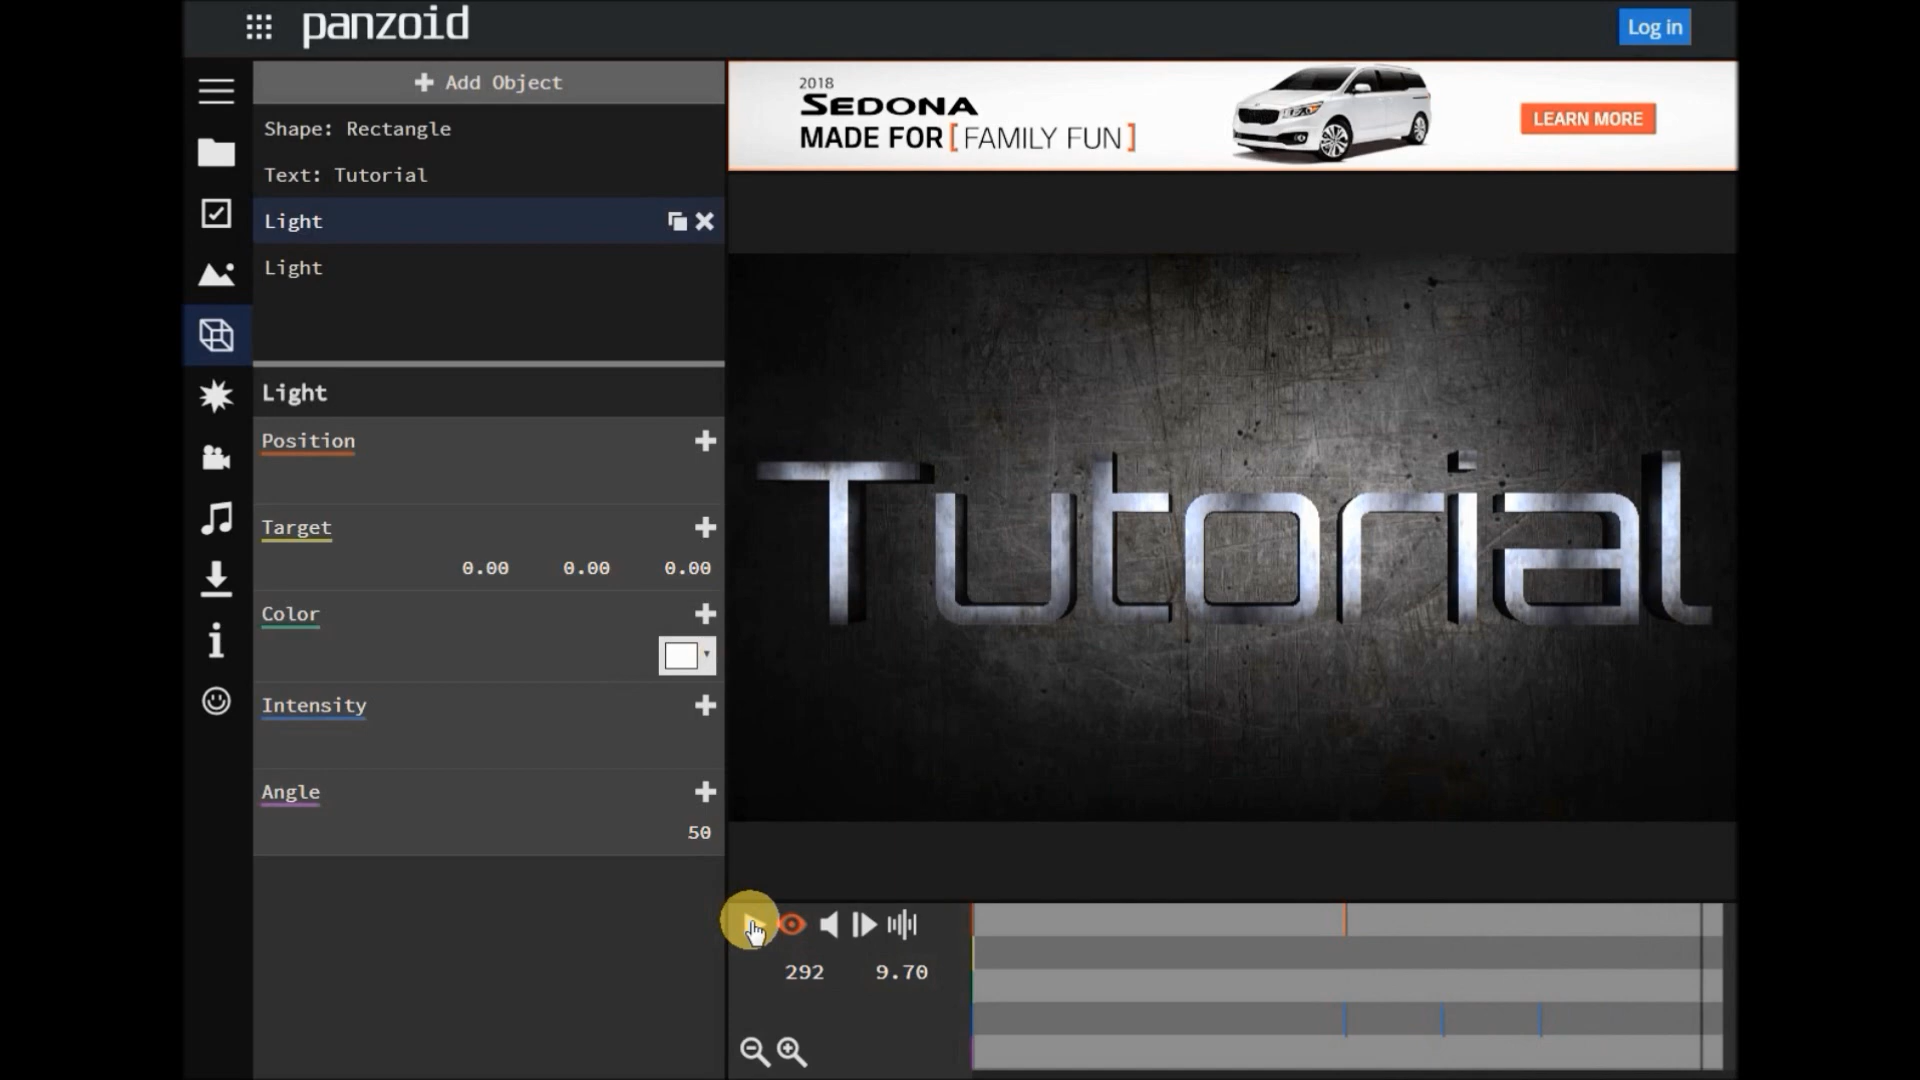 panzoid
Log in
Add Object
Shape: Rectangle
Text: Tutorial
Light
Light
Light
Position
Target
0.00 0.00 0.00
Color
Intensity
Angle
50
2018
SEDONA
MADE FOR [FAMILY FUN]
LEARN MORE
Tutorial
292 9.70